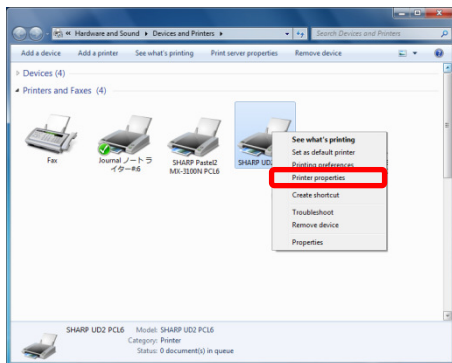 « Hardware and Sound ▸ Devices and Printers ▸
Search Devices and Printers
Add a device Add a printer See what's printing Print server properties Remove device
Devices (4)
Printers and Faxes (4)
Fax
Journal ノートラ
イター#6
SHARP Pastel2
MX-3100N PCL6
SHARP UD2
See what's printing
Set as default printer
Printing preferences
Printer properties
Create shortcut
Troubleshoot
Remove device
Properties
SHARP UD2 PCL6 Model: SHARP UD2 PCL6
Category: Printer
Status: 0 document(s) in queue